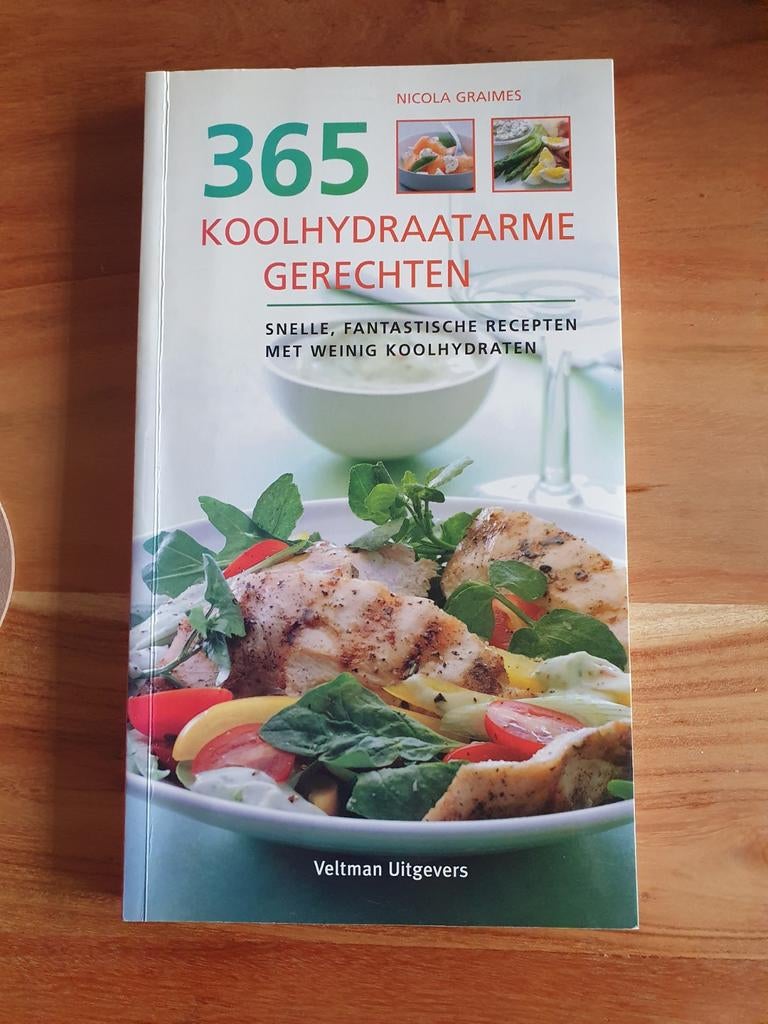 NICOLA GRAIMES
365
KOOLHYDRAATARME
GERECHTEN
SNELLE, FANTASTISCHE RECEPTEN
MET WEINIG KOOLHYDRATEN
Veltman Uitgevers